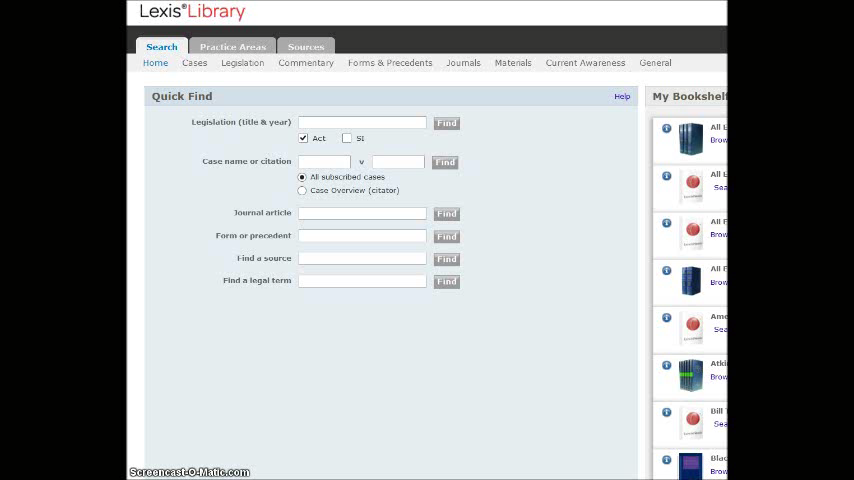 Lexis®Library
Search Practice Areas Sources
Home Cases Legislation Commentary Forms & Precedents Journals Materials Current Awareness General
Quick Find Help
My Bookshelf
Legislation (title & year) Find
Act SI
Case name or citation v Find
All subscribed cases
Case Overview (citator)
Journal article Find
Form or precedent Find
Find a source Find
Find a legal term Find
All E
Brow
All E
Sea
All E
Brow
All E
Brow
Ame
Sea
Atki
Brow
Bill T
Sea
Blac
Brow
Screencast-O-Matic.com